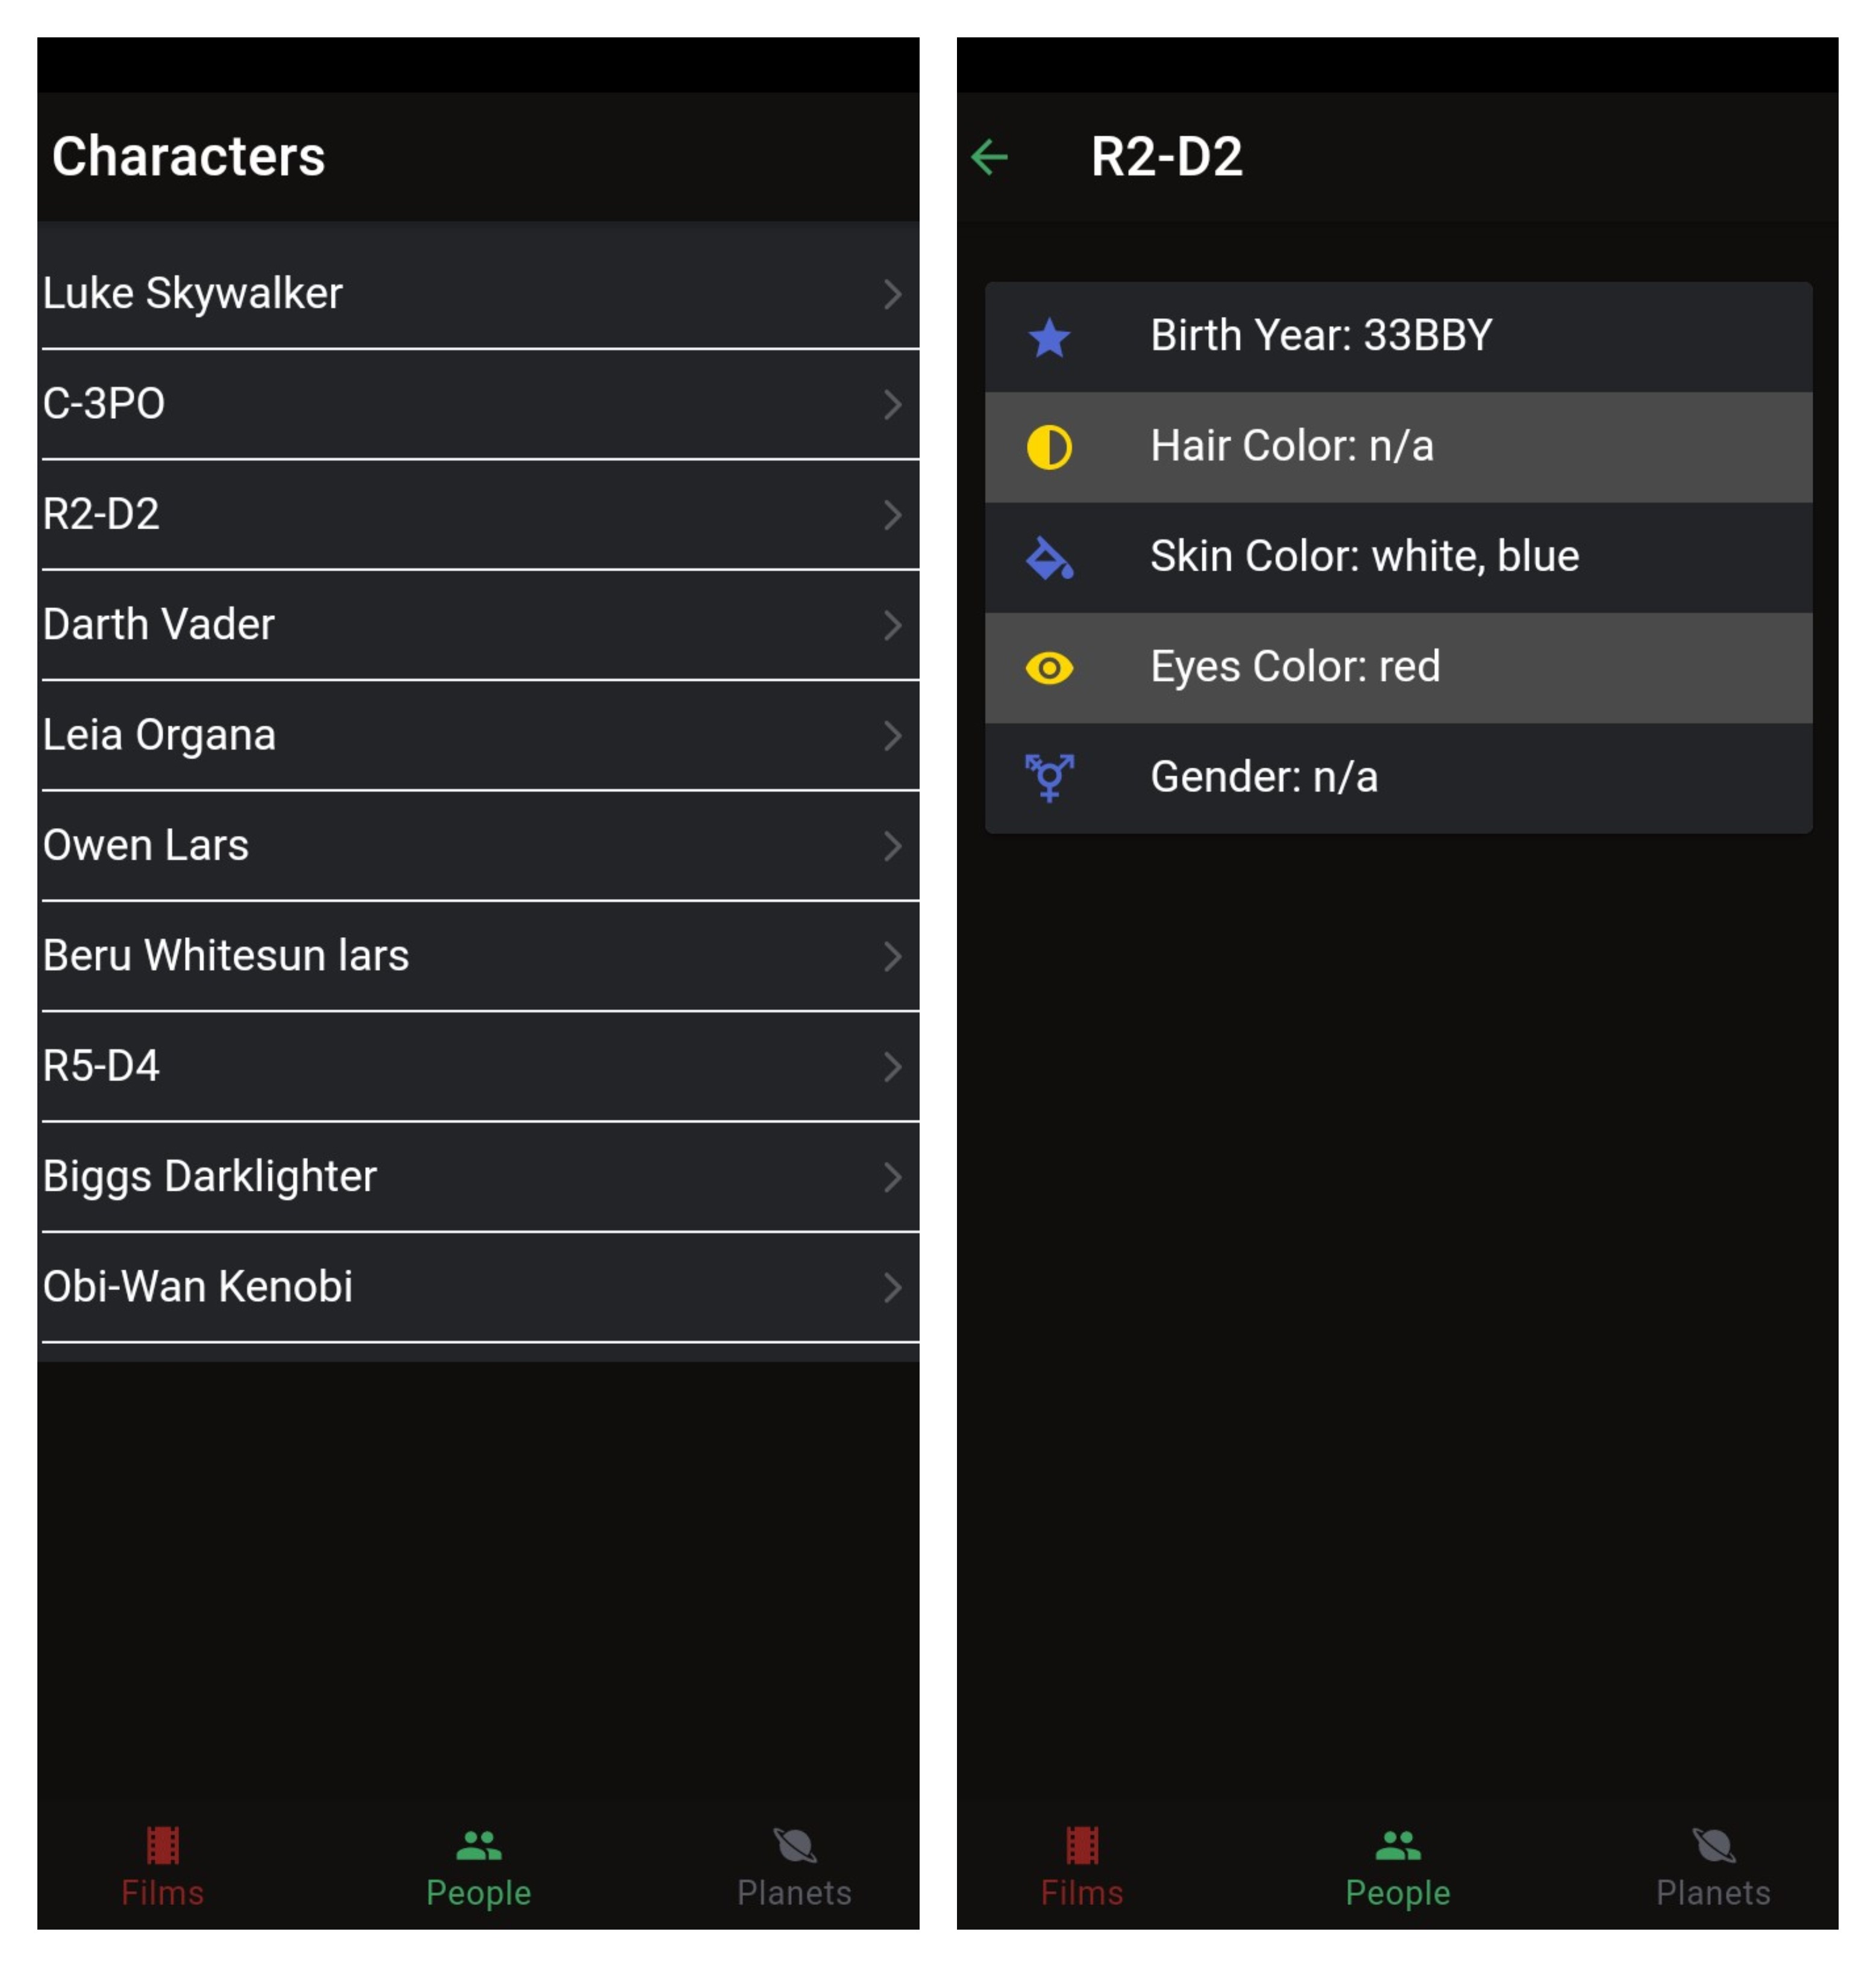 Characters
Luke Skywalker
C-3PO
R2-D2
Darth Vader
Leia Organa
Owen Lars
Beru Whitesun lars
R5-D4
Biggs Darklighter
Obi-Wan Kenobi
Films People Planets
R2-D2
Birth Year: 33BBY
Hair Color: n/a
Skin Color: white, blue
Eyes Color: red
Gender: n/a
Films People Planets